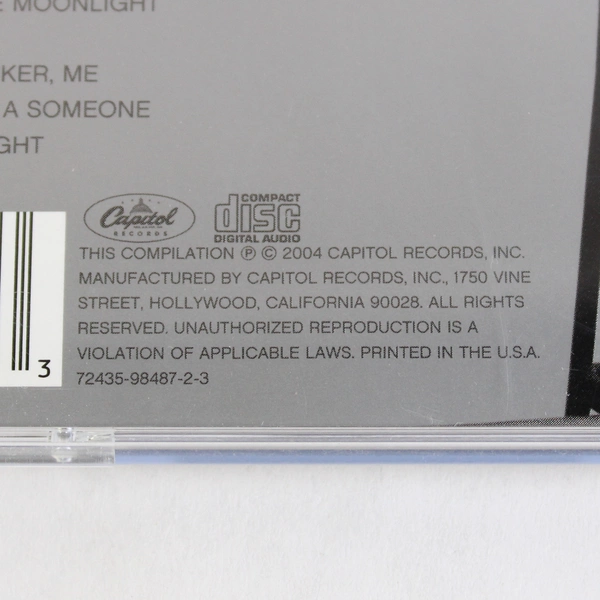 E MOONLIGHT
KER, ME
A SOMEONE
GHT
Capitol
RECORDS
COMPACT
disc
DIGITAL AUDIO
THIS COMPILATION ℗ © 2004 CAPITOL RECORDS, INC.
MANUFACTURED BY CAPITOL RECORDS, INC., 1750 VINE
STREET, HOLLYWOOD, CALIFORNIA 90028. ALL RIGHTS
RESERVED. UNAUTHORIZED REPRODUCTION IS A
VIOLATION OF APPLICABLE LAWS. PRINTED IN THE U.S.A.
72435-98487-2-3
3